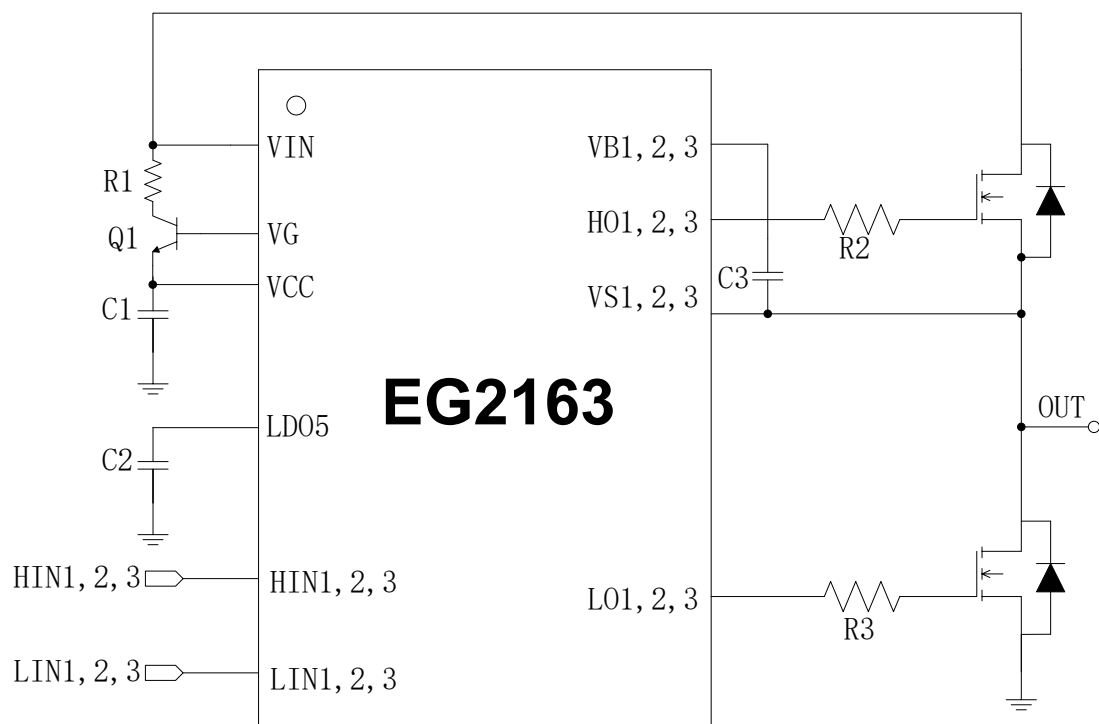 VIN
VB1,2,3
R1
Q1
VG
HO1,2,3
R2
VCC
C3
C1
VS1,2,3
EG2163
OUT
LDO5
C2
HIN1,2,3
HIN1,2,3
LO1,2,3
R3
LIN1,2,3
LIN1,2,3